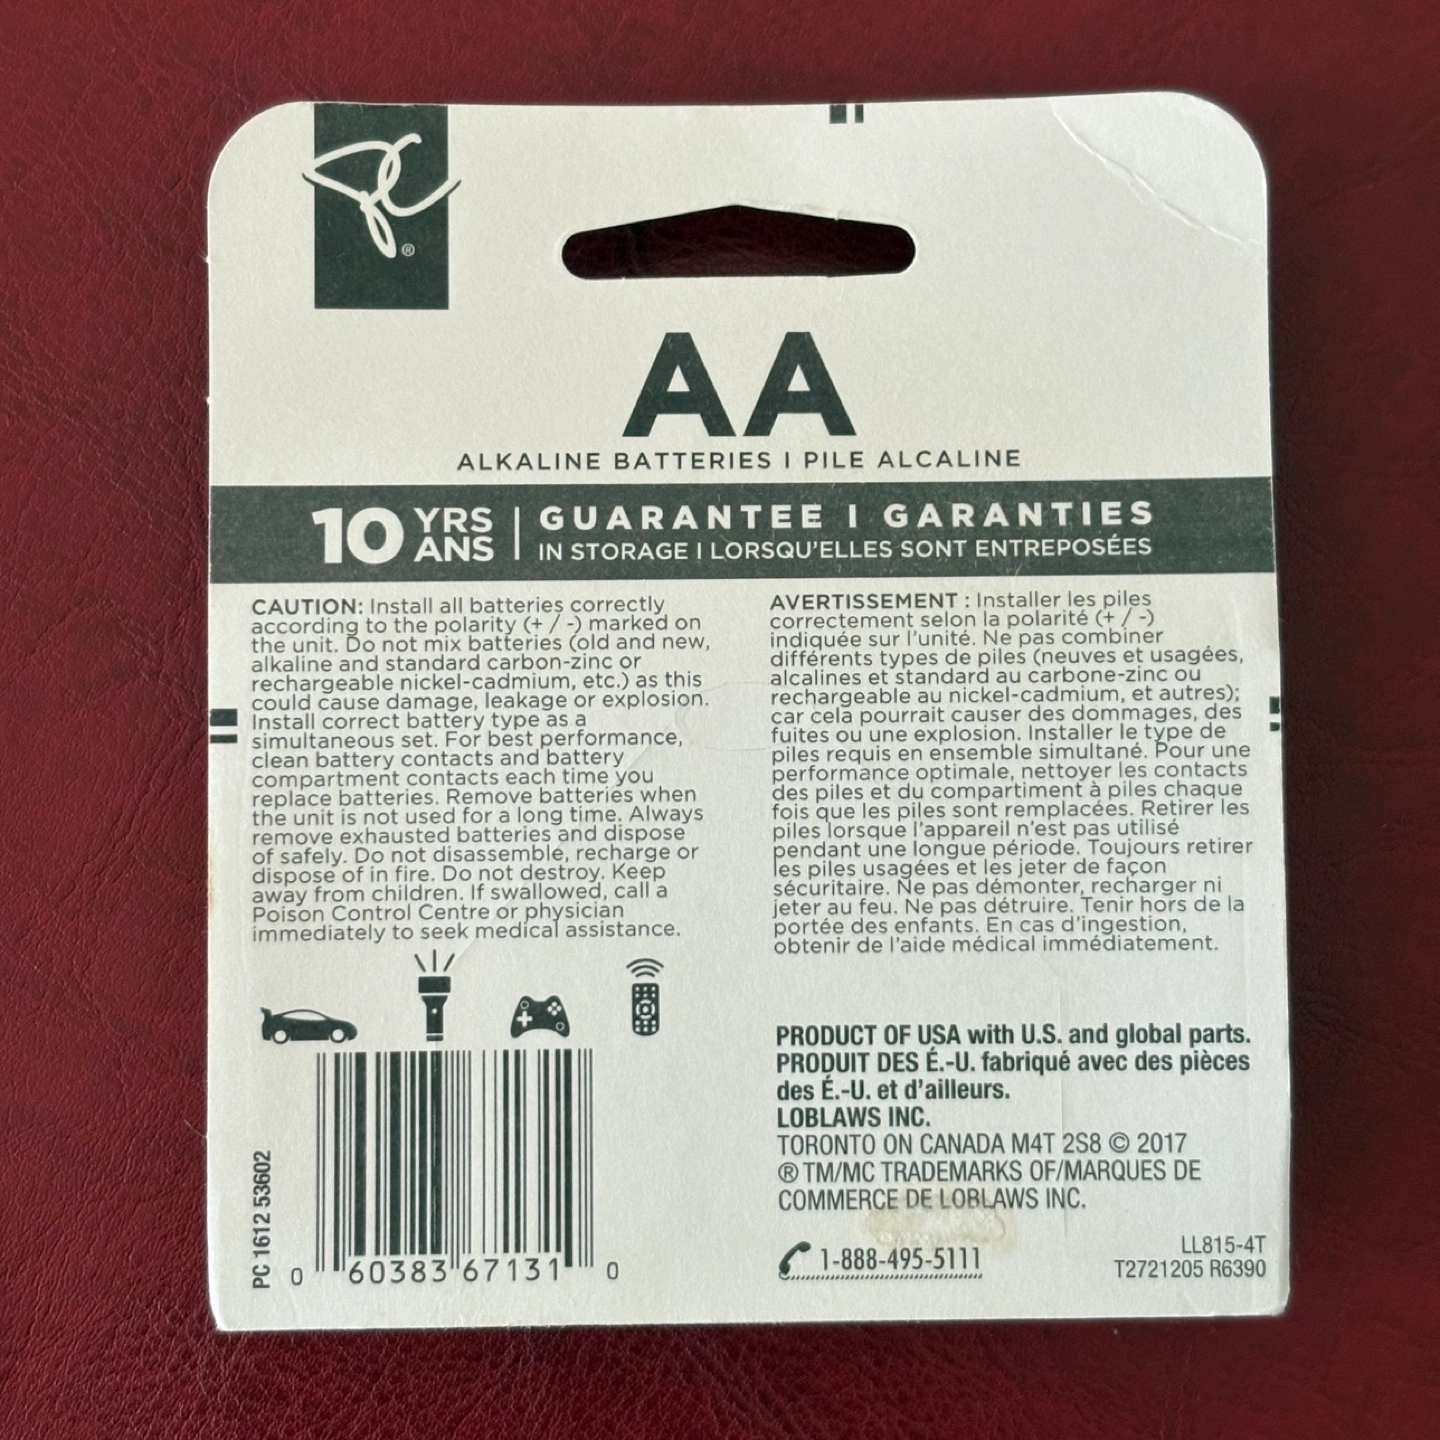 PC®
AA
ALKALINE BATTERIES | PILE ALCALINE
10 YRS ANS
GUARANTEE | GARANTIES
IN STORAGE | LORSQU'ELLES SONT ENTREPOSÉES
CAUTION: Install all batteries correctly
according to the polarity (+ / -) marked on
the unit. Do not mix batteries (old and new,
alkaline and standard carbon-zinc or
rechargeable nickel-cadmium, etc.) as this
could cause damage, leakage or explosion.
Install correct battery type as a
simultaneous set. For best performance,
clean battery contacts and battery
compartment contacts each time you
replace batteries. Remove batteries when
the unit is not used for a long time. Always
remove exhausted batteries and dispose
of safely. Do not disassemble, recharge or
dispose of in fire. Do not destroy. Keep
away from children. If swallowed, call a
Poison Control Centre or physician
immediately to seek medical assistance.
AVERTISSEMENT : Installer les piles
correctement selon la polarité (+ / -)
indiquée sur l'unité. Ne pas combiner
différents types de piles (neuves et usagées,
alcalines et standard au carbone-zinc ou
rechargeable au nickel-cadmium, et autres);
car cela pourrait causer des dommages, des
fuites ou une explosion. Installer le type de
piles requis en ensemble simultané. Pour une
performance optimale, nettoyer les contacts
des piles et du compartiment à piles chaque
fois que les piles sont remplacées. Retirer les
piles lorsque l'appareil n'est pas utilisé
pendant une longue période. Toujours retirer
les piles usagées et les jeter de façon
sécuritaire. Ne pas démonter, recharger ni
jeter au feu. Ne pas détruire. Tenir hors de la
portée des enfants. En cas d'ingestion,
obtenir de l'aide médical immédiatement.
PC 1612 53602
0 60383 67131 0
PRODUCT OF USA with U.S. and global parts.
PRODUIT DES É.-U. fabriqué avec des pièces
des É.-U. et d'ailleurs.
LOBLAWS INC.
TORONTO ON CANADA M4T 2S8 © 2017
® TM/MC TRADEMARKS OF/MARQUES DE
COMMERCE DE LOBLAWS INC.
1-888-495-5111
LL815-4T
T2721205 R6390